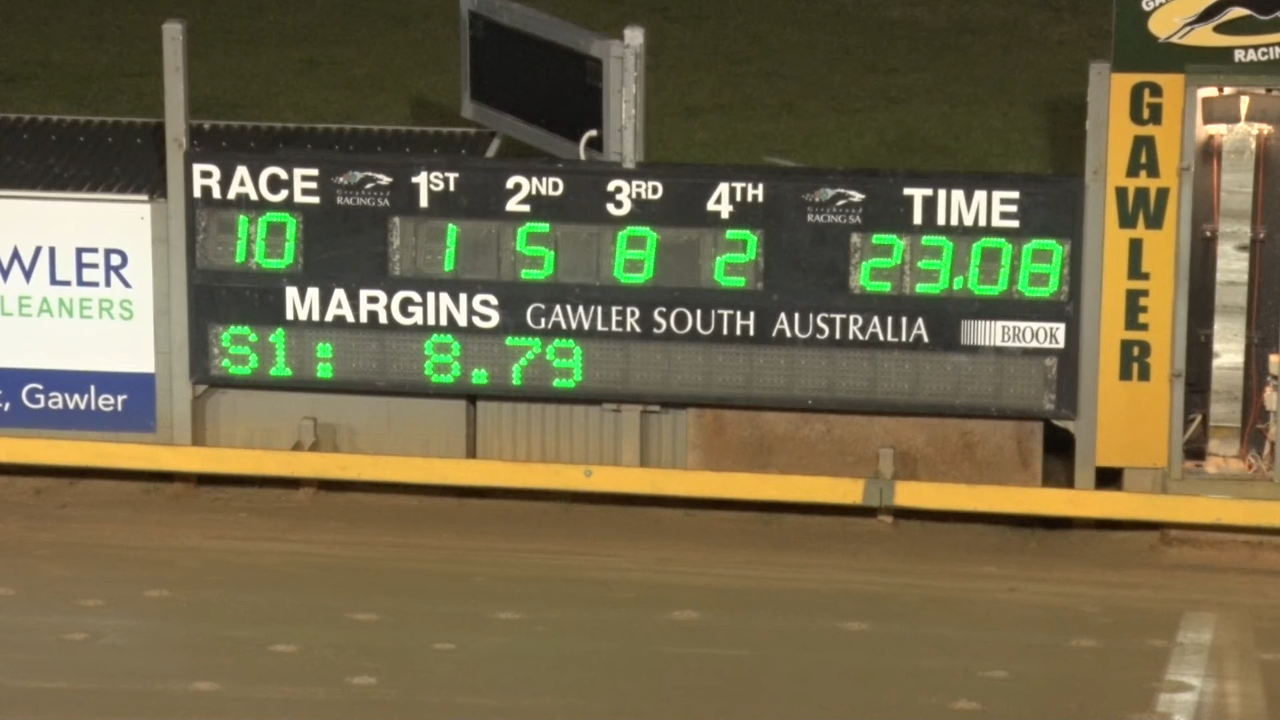 RACE 1ST 2ND 3RD 4TH TIME
Greyhound RACING SA
Greyhound RACING SA
10 1 5 8 2 23.08
MARGINS GAWLER SOUTH AUSTRALIA BROOK
S1: 8.79
WLER
LEANERS
, Gawler
RACIN
GAWLER